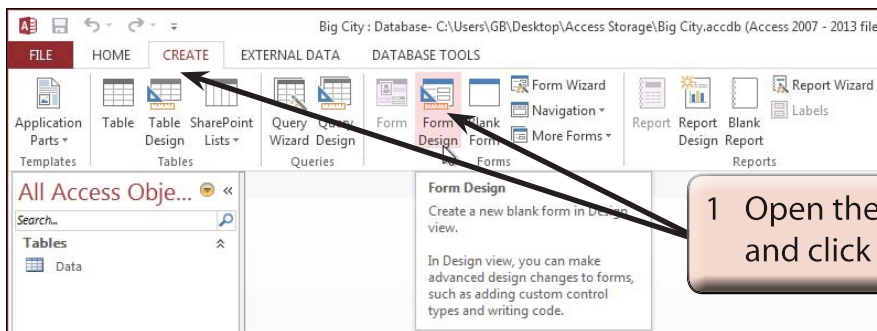 Big City : Database- C:\Users\GB\Desktop\Access Storage\Big City.accdb (Access 2007 - 2013 file
FILE HOME CREATE EXTERNAL DATA DATABASE TOOLS
Application Parts
Table
Table Design
SharePoint Lists
Query Wizard
Query Design
Form
Form Design
Blank Form
Form Wizard
Navigation
More Forms
Report
Report Design
Blank Report
Report Wizard
Labels
Templates Tables Queries Forms Reports
All Access Obje... «
Search...
Tables
Data
Form Design
Create a new blank form in Design
view.
In Design view, you can make
advanced design changes to forms,
such as adding custom control
types and writing code.
1 Open the
and click